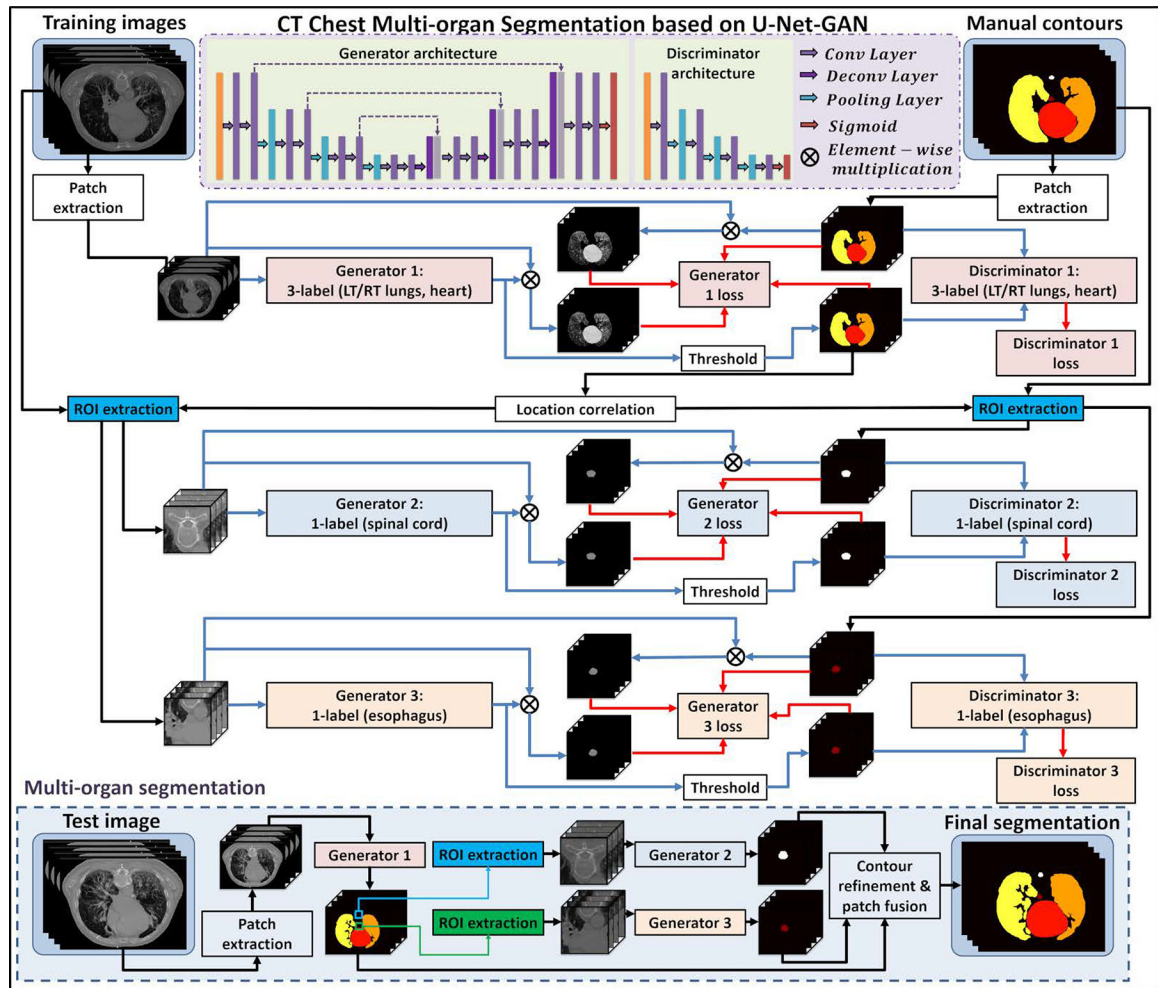 Training images
CT Chest Multi-organ Segmentation based on U-Net-GAN
Manual contours
Generator architecture
Discriminator
architecture
Conv Layer
Deconv Layer
Pooling Layer
Sigmoid
Element – wise
multiplication
Patch
extraction
Patch
extraction
Generator 1:
3-label (LT/RT lungs, heart)
Generator
1 loss
Discriminator 1:
3-label (LT/RT lungs, heart)
Threshold
Discriminator 1
loss
ROI extraction
Location correlation
ROI extraction
Generator 2:
1-label (spinal cord)
Generator
2 loss
Discriminator 2:
1-label (spinal cord)
Threshold
Discriminator 2
loss
Generator 3:
1-label (esophagus)
Generator
3 loss
Discriminator 3:
1-label (esophagus)
Threshold
Discriminator 3
loss
Multi-organ segmentation
Test image
Final segmentation
Generator 1
ROI extraction
Generator 2
Contour
refinement &
patch fusion
Patch
extraction
ROI extraction
Generator 3